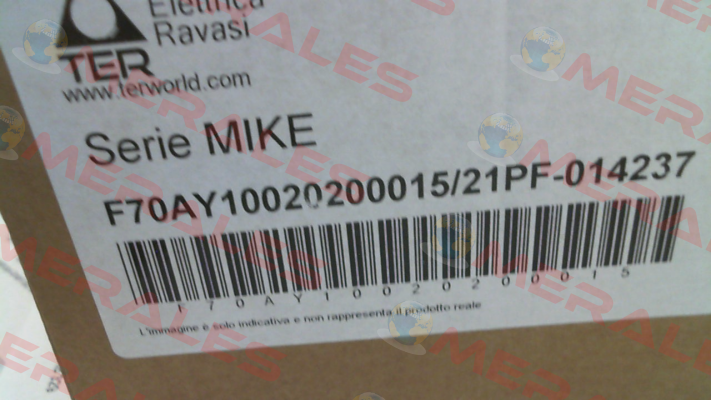 Elettrica
Ravasi
TER
www.terworld.com
Serie MIKE
F70AY10020200015/21PF-014237
F70AY10020200015
L'immagine è solo indicativa e non rappresenta il prodotto reale
MERALES